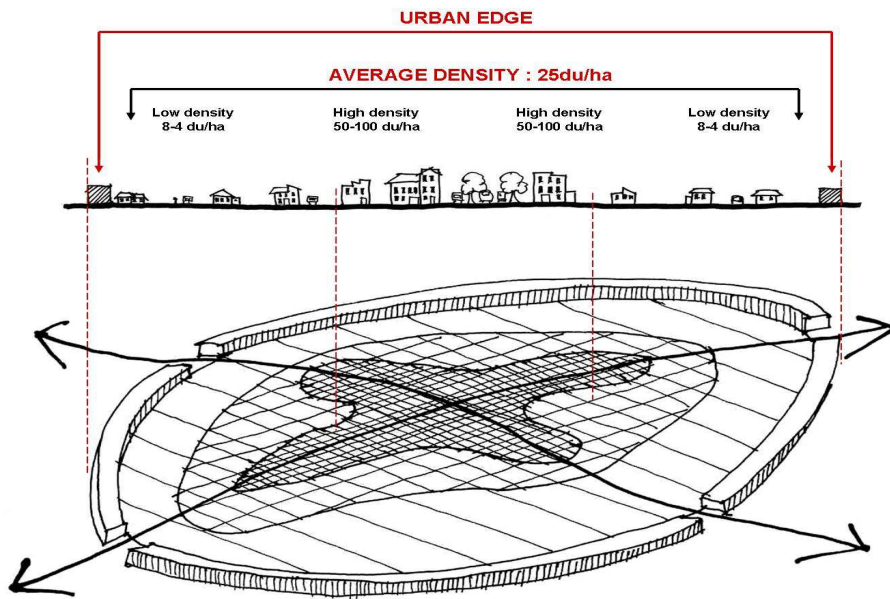 URBAN EDGE
AVERAGE DENSITY : 25du/ha
Low density
8-4 du/ha
High density
50-100 du/ha
High density
50-100 du/ha
Low density
8-4 du/ha